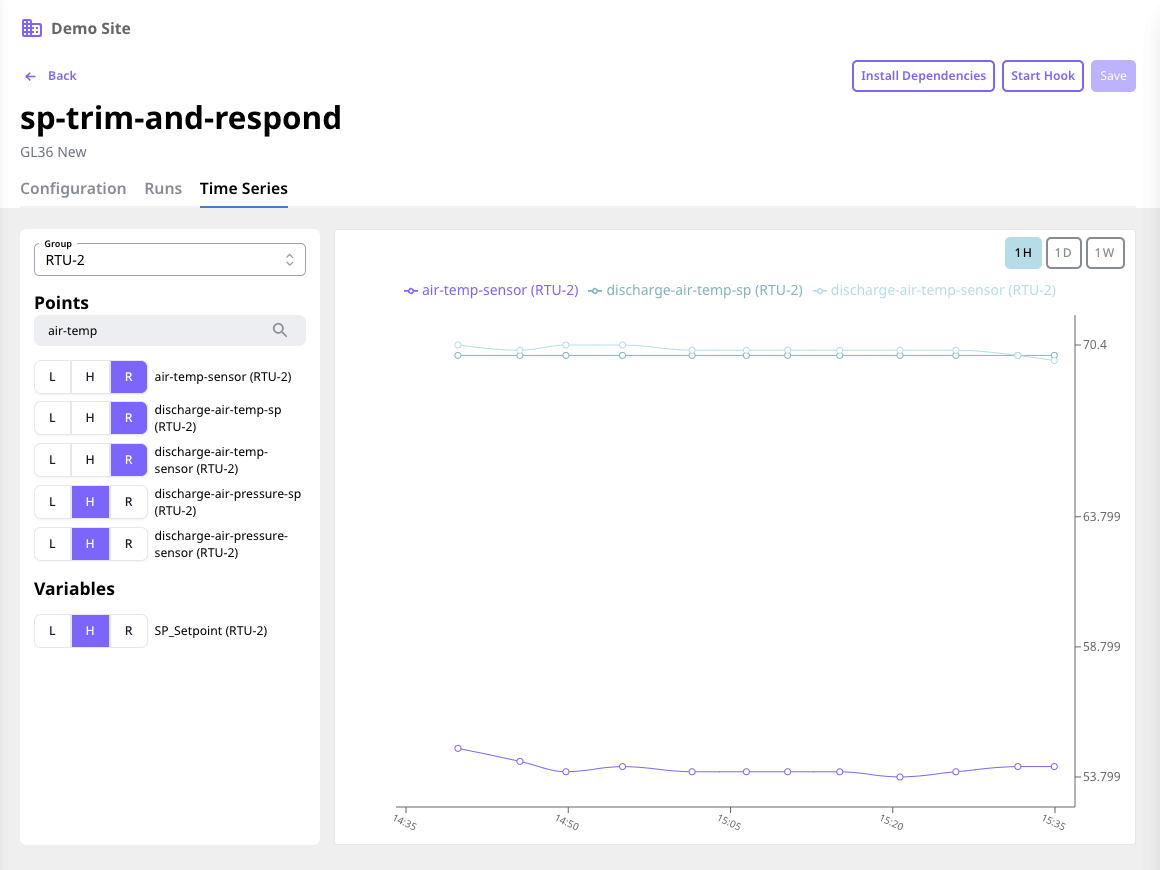 Demo Site
Back
Install Dependencies
Start Hook
Save
sp-trim-and-respond
GL36 New
Configuration
Runs
Time Series
Group
RTU-2
Points
air-temp
L H R air-temp-sensor (RTU-2)
L H R discharge-air-temp-sp
(RTU-2)
L H R discharge-air-temp-
sensor (RTU-2)
L H R discharge-air-pressure-sp
(RTU-2)
L H R discharge-air-pressure-
sensor (RTU-2)
Variables
L H R SP_Setpoint (RTU-2)
1H 1D 1W
air-temp-sensor (RTU-2) discharge-air-temp-sp (RTU-2) discharge-air-temp-sensor (RTU-2)
70.4
63.799
58.799
53.799
14:35 14:50 15:05 15:20 15:35